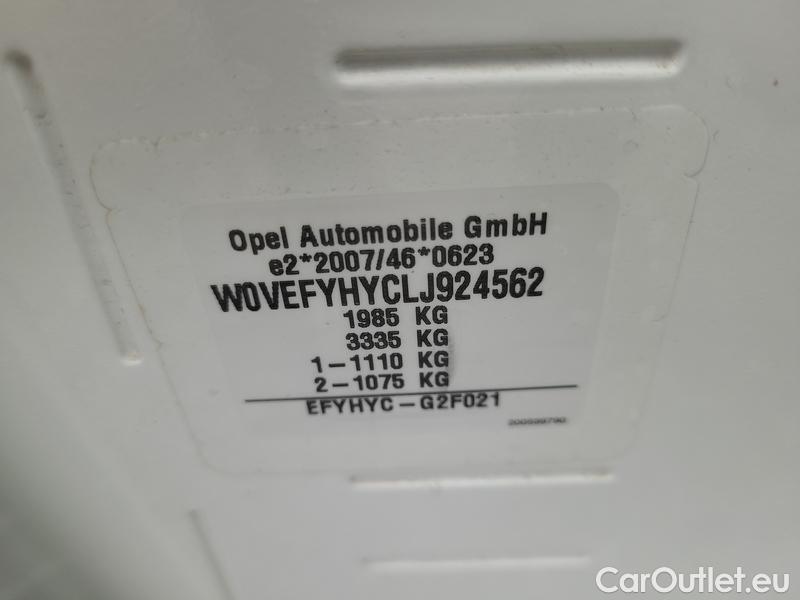 Opel Automobile GmbH
e2*2007/46*0623
W0VEFYHYCLJ924562
1985 KG
3335 KG
1-1110 KG
2-1075 KG
EFYHYC-G2F021
CarOutlet.eu